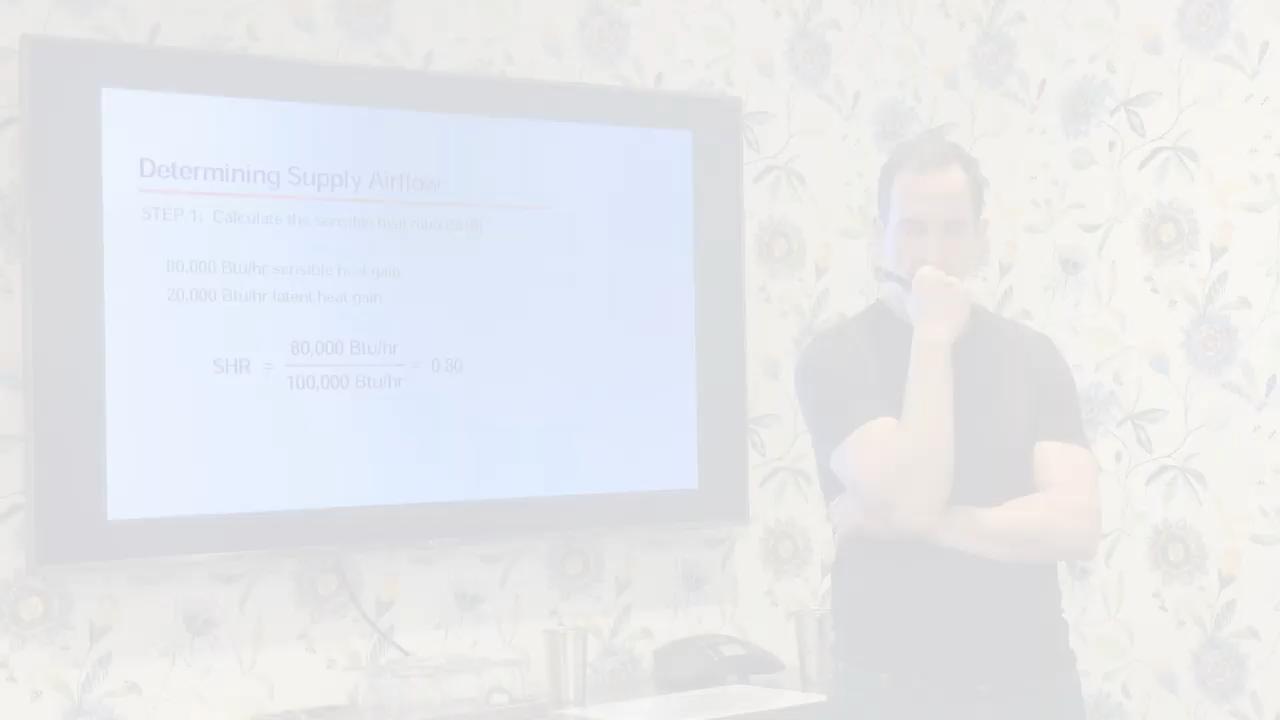 Determining Supply Airflow
STEP 1: Calculate the sensible heat ratio (SHR)
80,000 Btu/hr sensible heat gain
20,000 Btu/hr latent heat gain
80,000 Btu/hr
SHR = = 0.80
100,000 Btu/hr